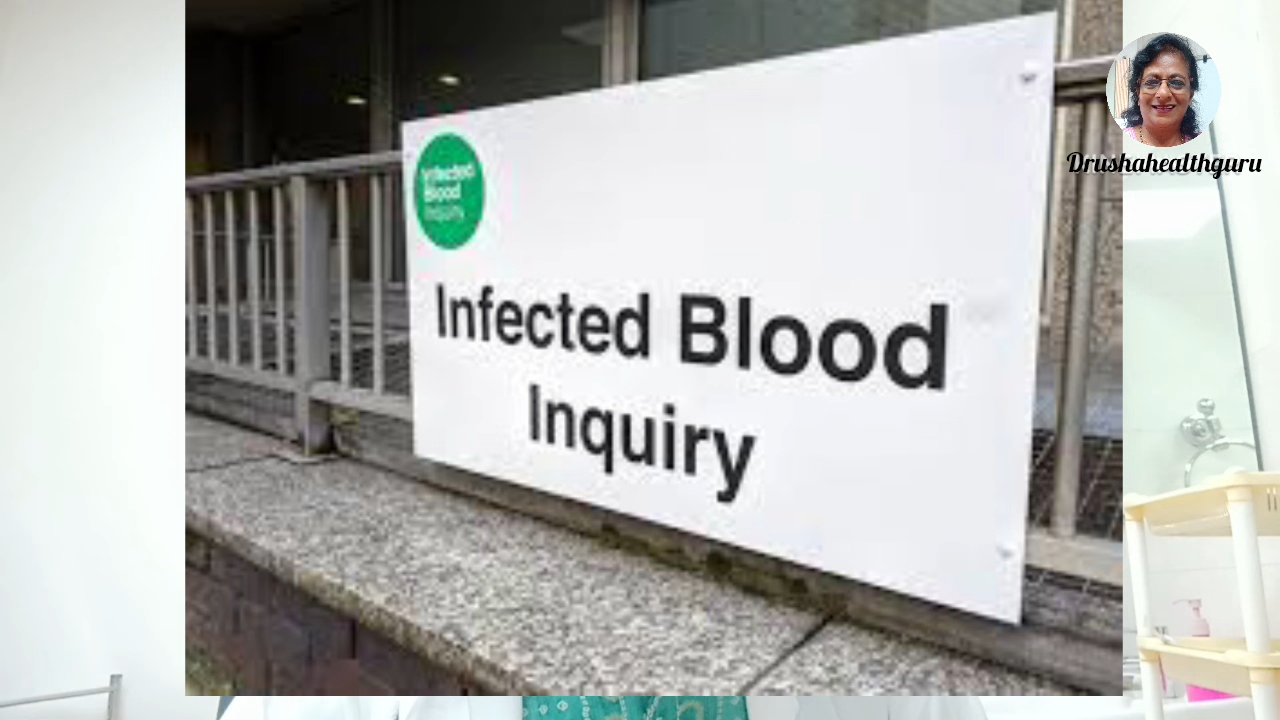 Infected
Blood
Inquiry
Infected Blood
Inquiry
Drushahealthguru